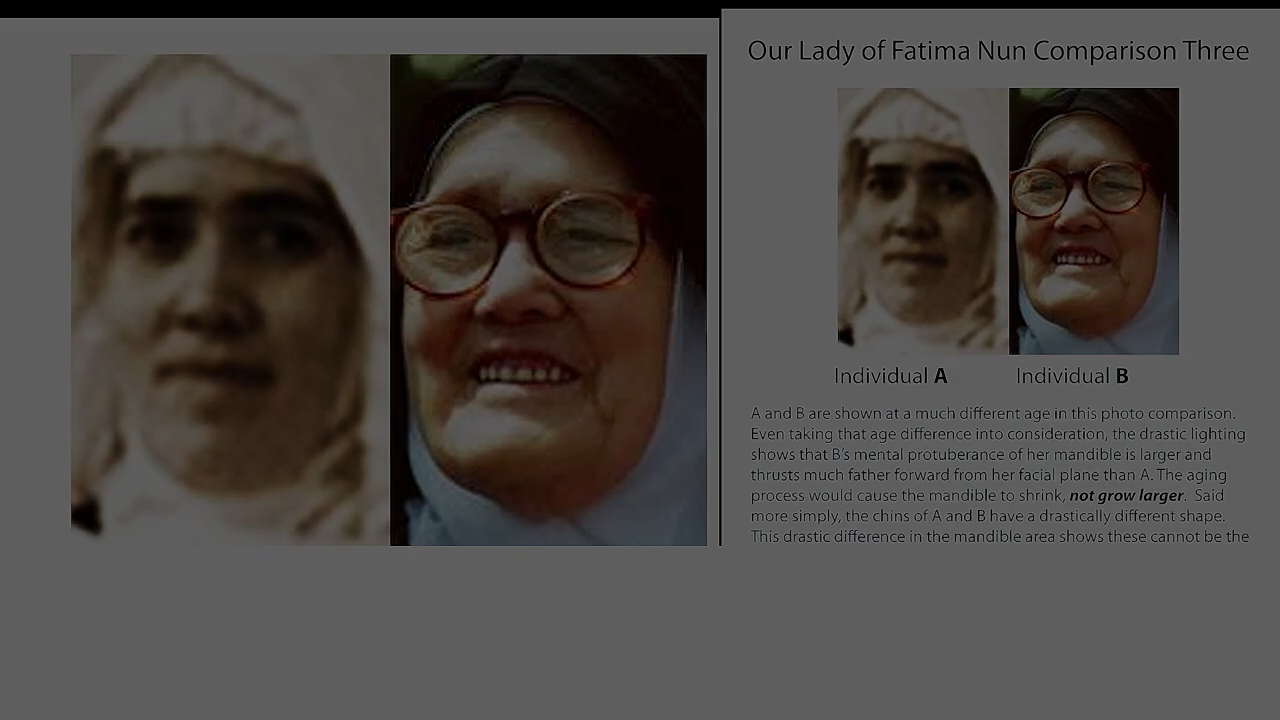 Our Lady of Fatima Nun Comparison Three
Individual A
Individual B
A and B are shown at a much different age in this photo comparison.
Even taking that age difference into consideration, the drastic lighting
shows that B's mental protuberance of her mandible is larger and
thrusts much father forward from her facial plane than A. The aging
process would cause the mandible to shrink, not grow larger. Said
more simply, the chins of A and B have a drastically different shape.
This drastic difference in the mandible area shows these cannot be the